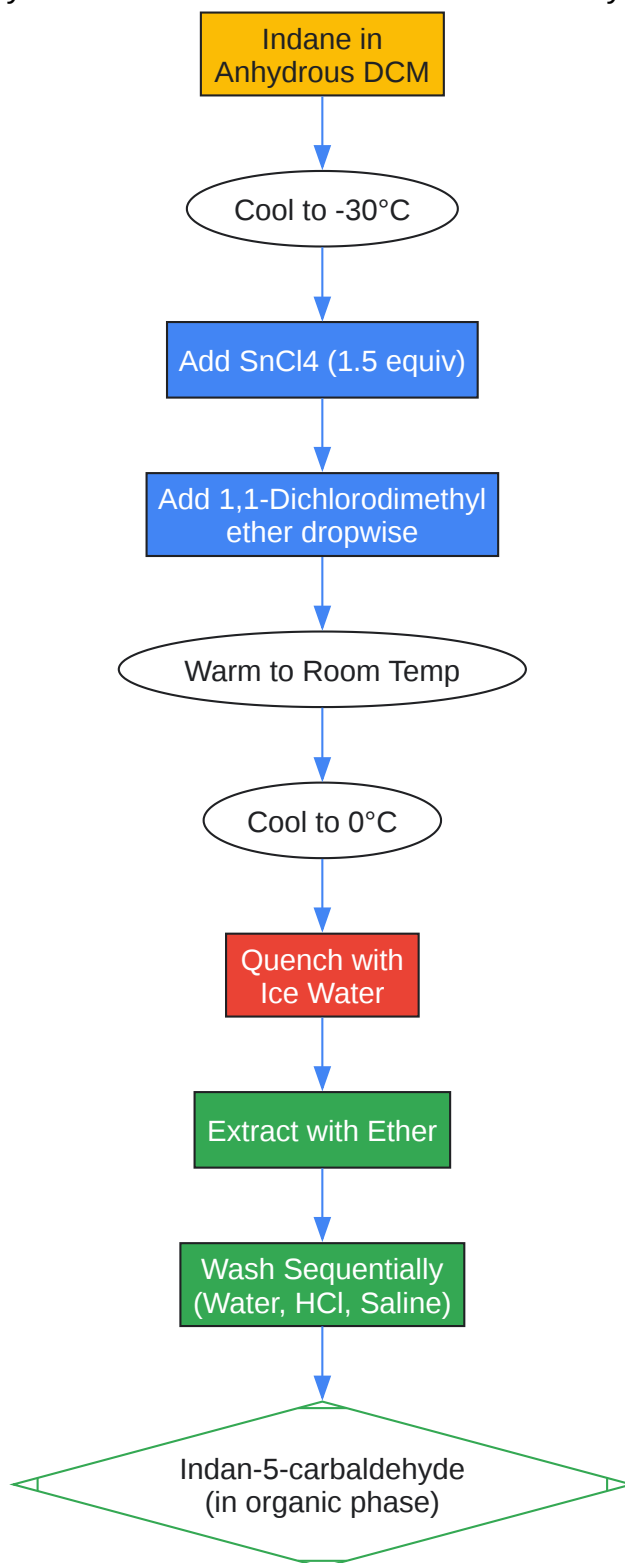 Indane in
Anhydrous DCM
Cool to -30°C
Add SnCl4 (1.5 equiv)
Add 1,1-Dichlorodimethyl
ether dropwise
Warm to Room Temp
Cool to 0°C
Quench with
Ice Water
Extract with Ether
Wash Sequentially
(Water, HCl, Saline)
Indan-5-carbaldehyde
(in organic phase)